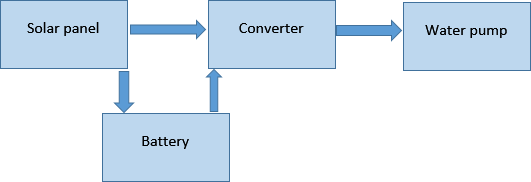 Solar panel
Converter
Water pump
Battery